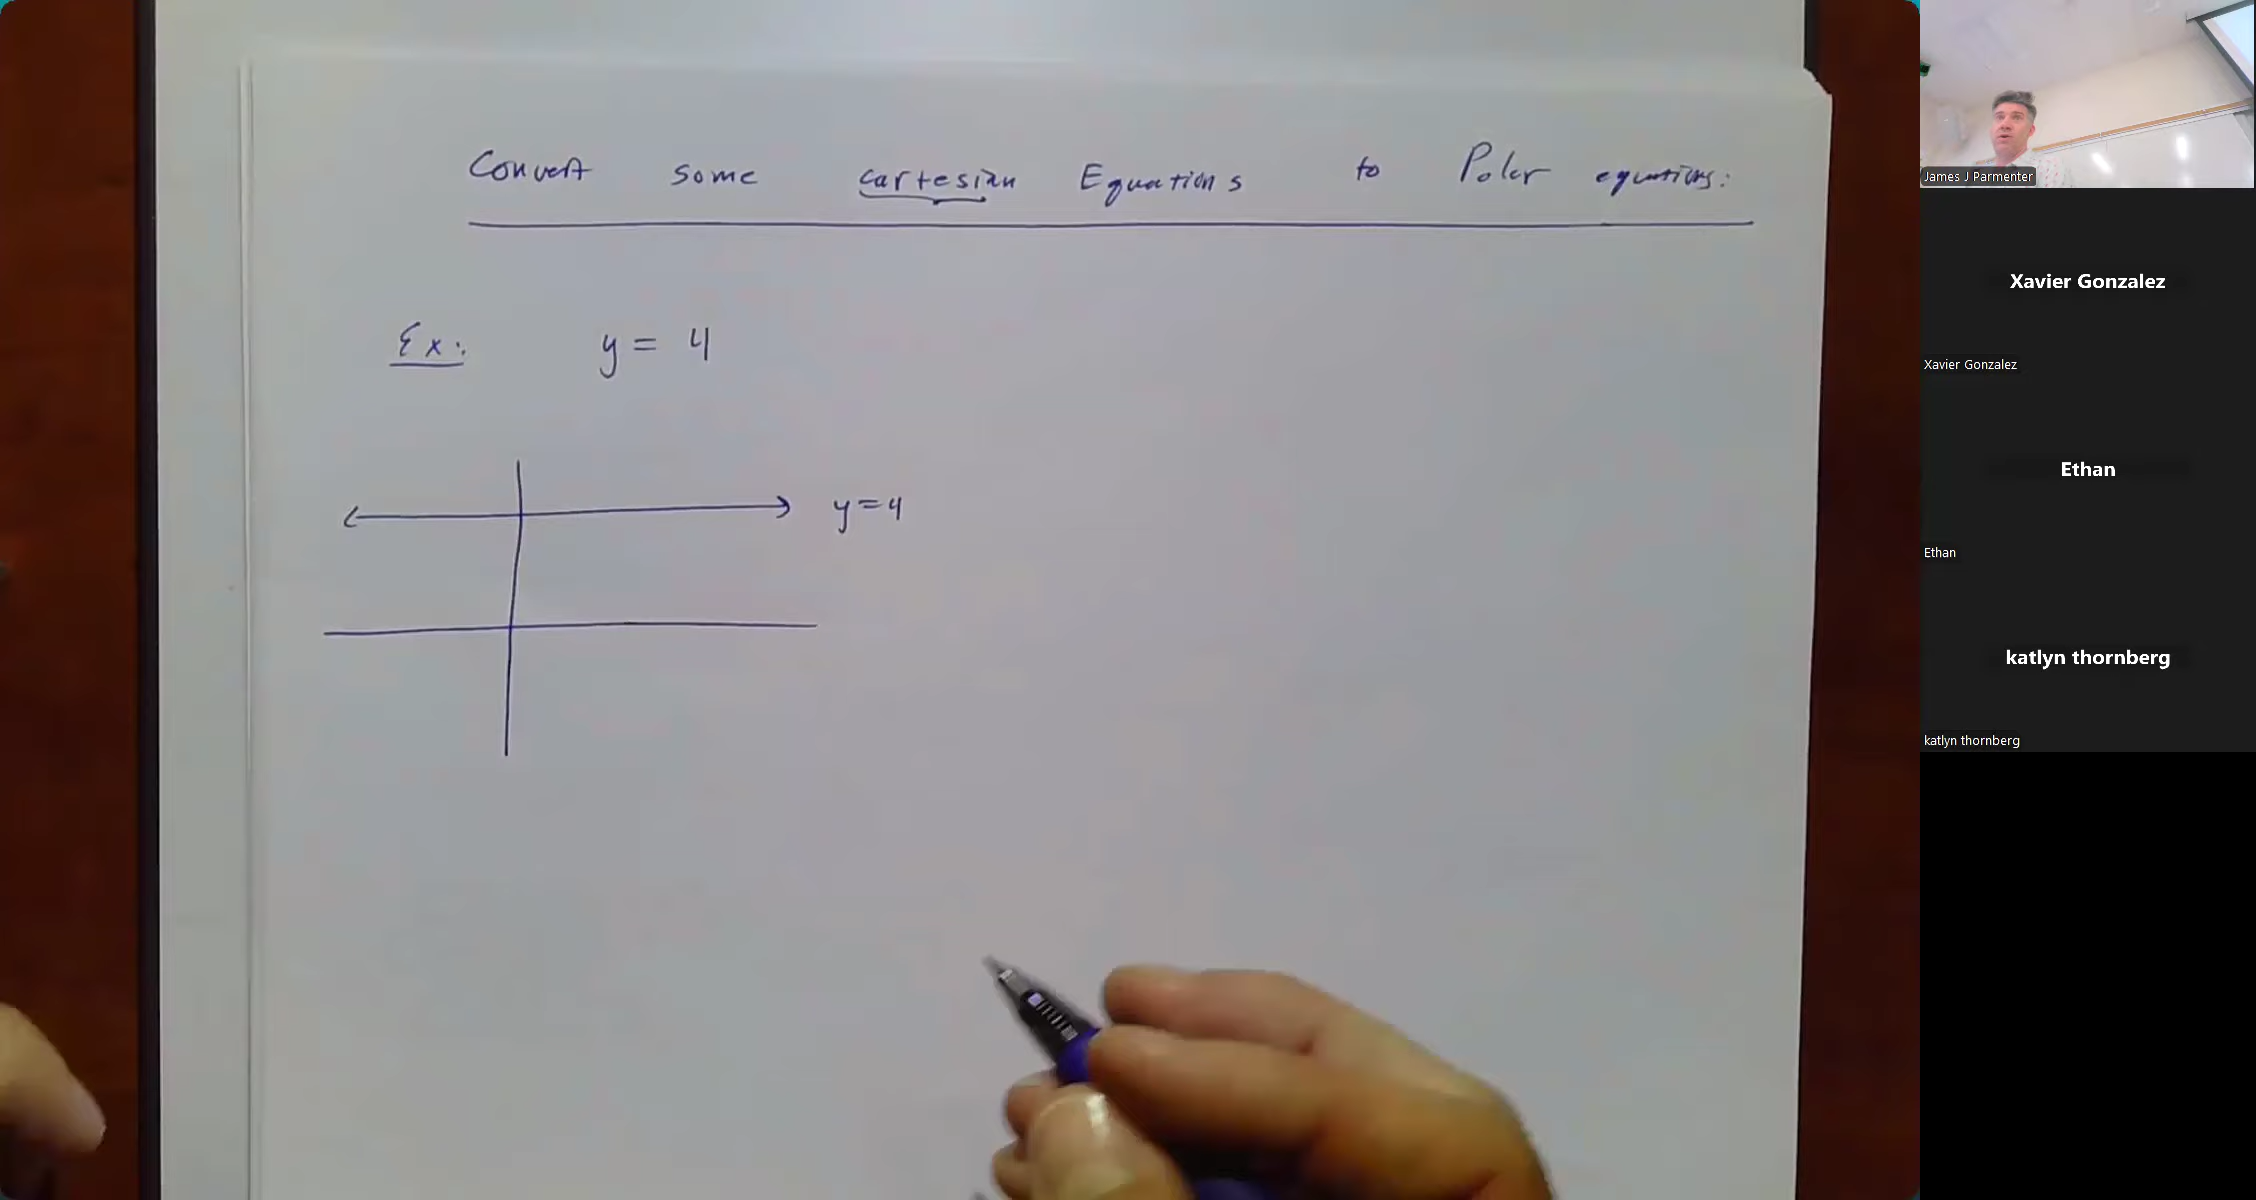 Convert some cartesian Equations to Polar equations:
Ex: y = 4
y = 4
James J Parmenter
Xavier Gonzalez
Xavier Gonzalez
Ethan
Ethan
katlyn thornberg
katlyn thornberg